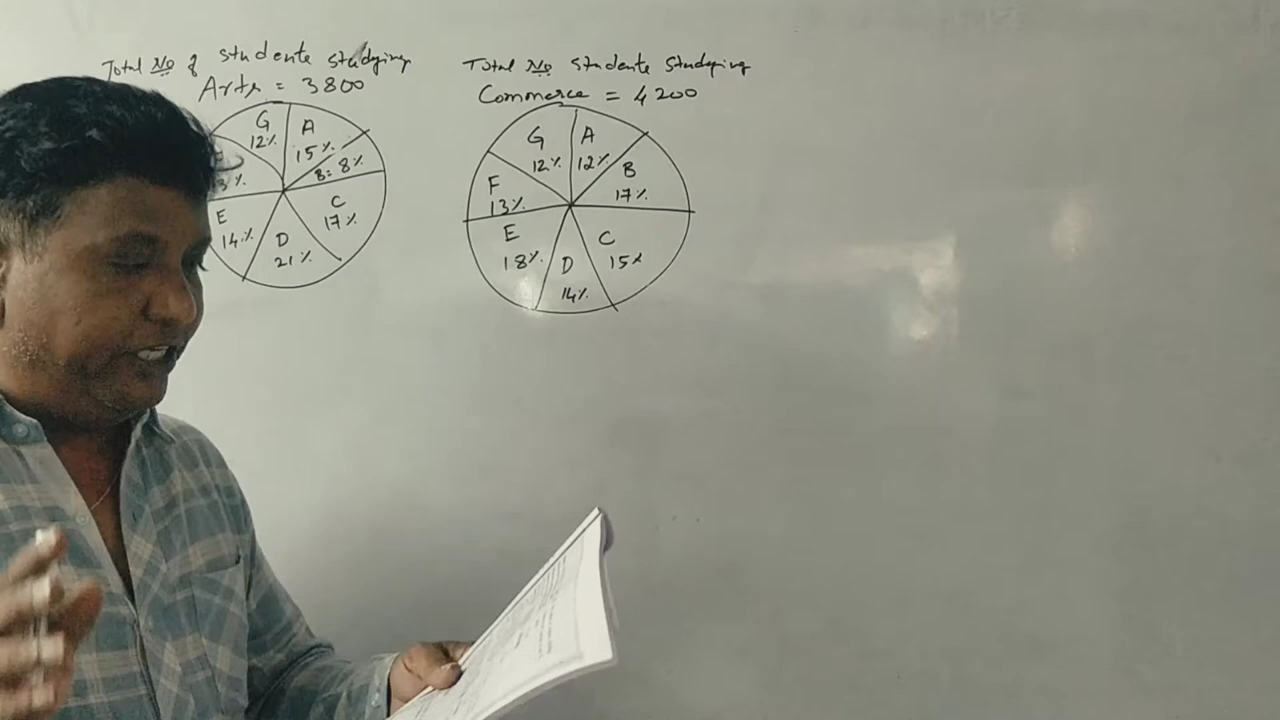 Total No of students studying
Arts = 3800
G
12%
A
15%
B = 8%
C
17%
D
21%
E
14%
3%
Total No students studying
Commerce = 4200
G
12%
A
12%
B
17%
C
15%
D
14%
E
18%
F
13%